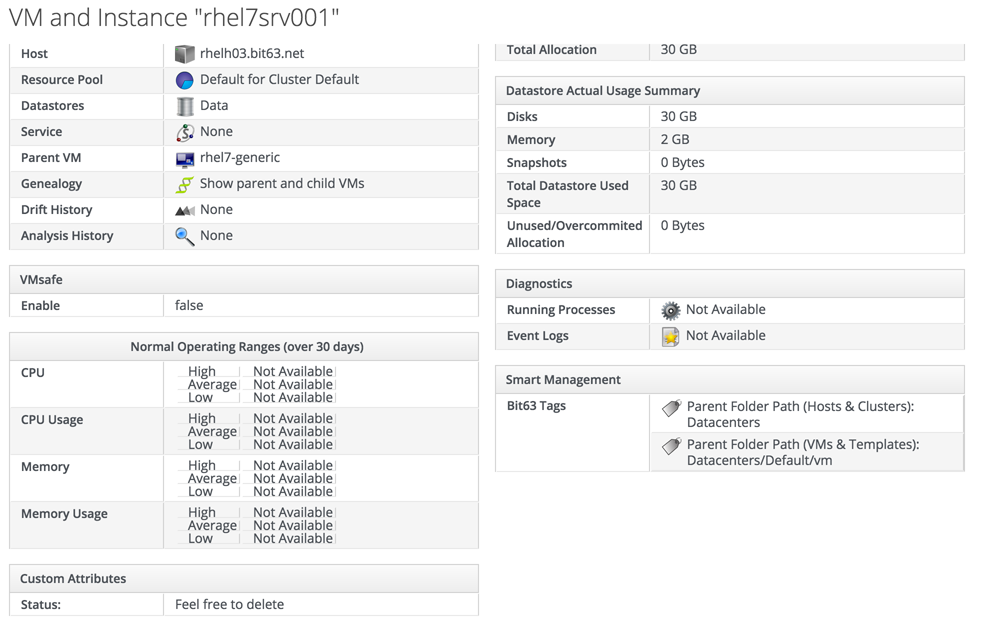 VM and Instance "rhel7srv001"
Host rhelh03.bit63.net
Resource Pool Default for Cluster Default
Datastores Data
Service None
Parent VM rhel7-generic
Genealogy Show parent and child VMs
Drift History None
Analysis History None
VMsafe
Enable false
Normal Operating Ranges (over 30 days)
CPU High Not Available
Average Not Available
Low Not Available
CPU Usage High Not Available
Average Not Available
Low Not Available
Memory High Not Available
Average Not Available
Low Not Available
Memory Usage High Not Available
Average Not Available
Low Not Available
Custom Attributes
Status: Feel free to delete
Total Allocation 30 GB
Datastore Actual Usage Summary
Disks 30 GB
Memory 2 GB
Snapshots 0 Bytes
Total Datastore Used 30 GB
Space
Unused/Overcommited 0 Bytes
Allocation
Diagnostics
Running Processes Not Available
Event Logs Not Available
Smart Management
Bit63 Tags Parent Folder Path (Hosts & Clusters):
Datacenters
Parent Folder Path (VMs & Templates):
Datacenters/Default/vm